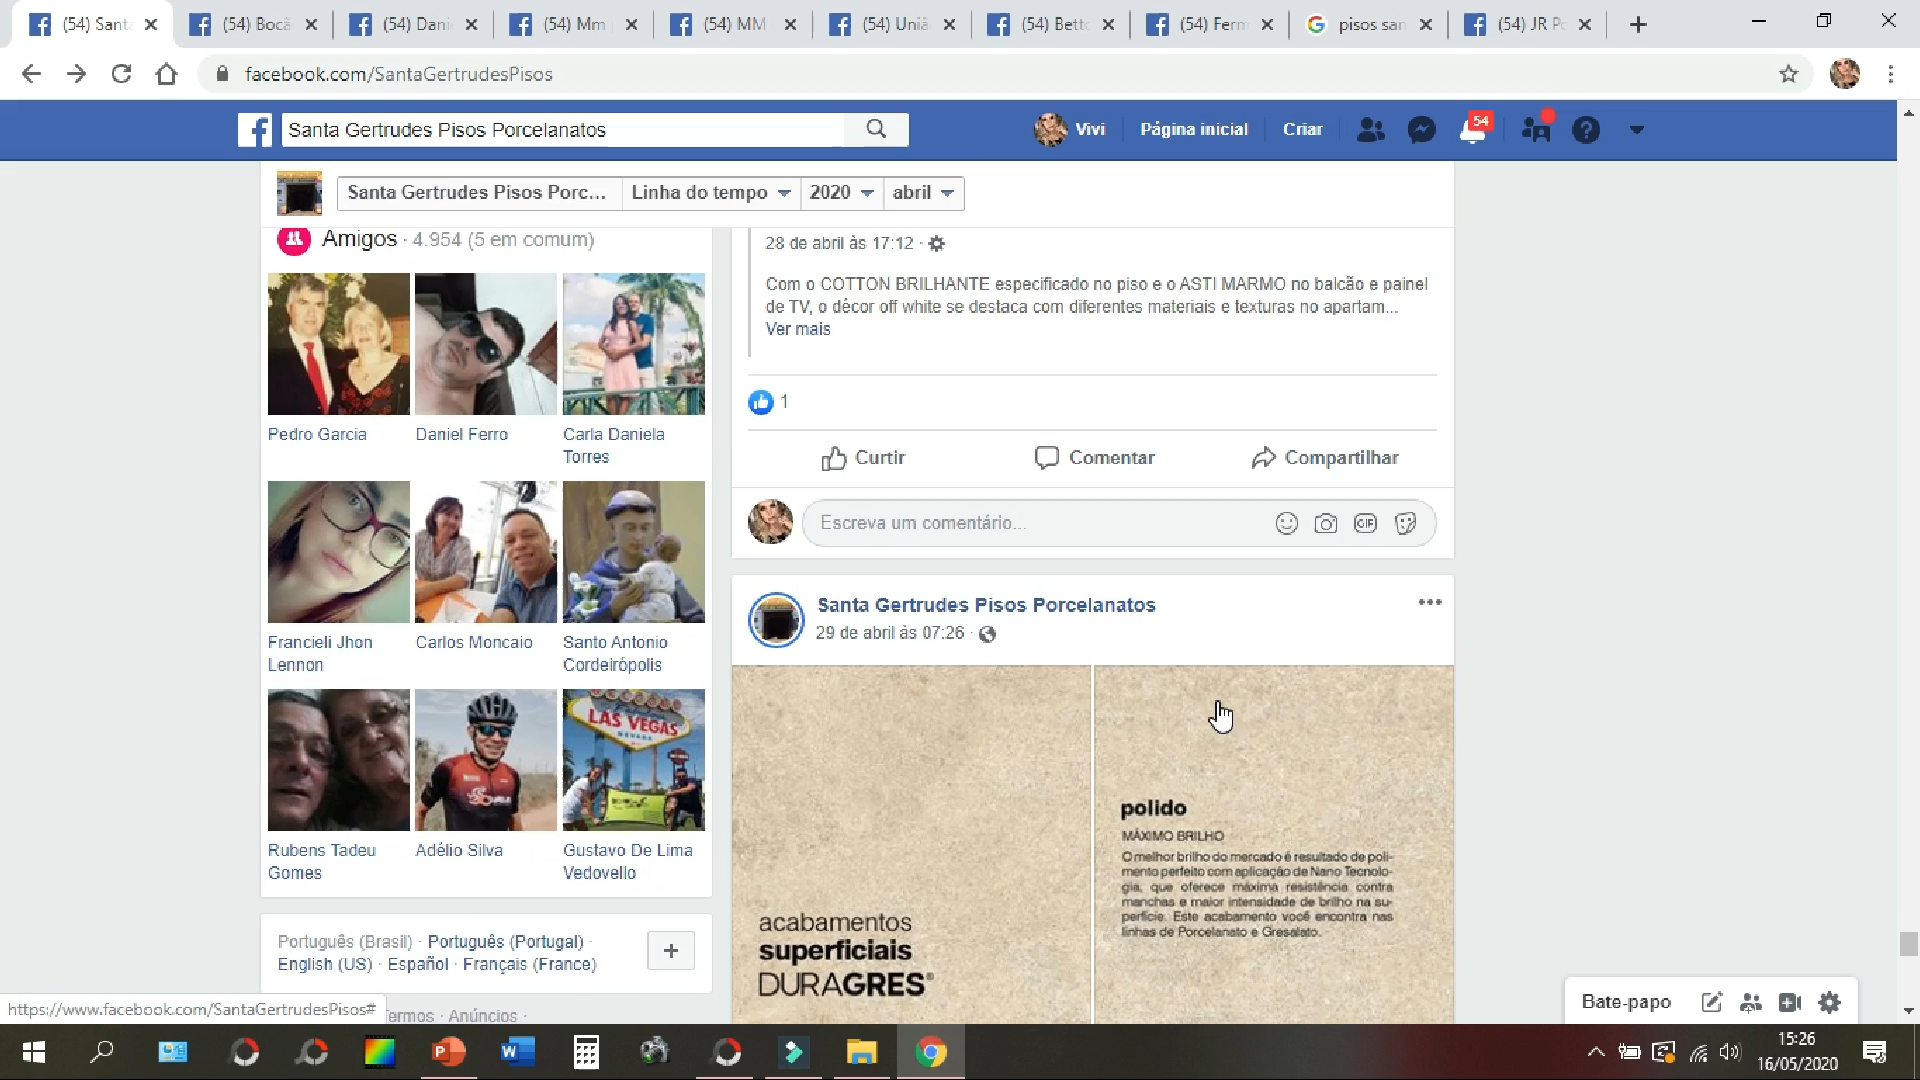 (54) Sant
(54) Bocã
(54) Dani
(54) Mm
(54) MM
(54) Uniã
(54) Betto
(54) Ferm
pisos san
(54) JR Po
facebook.com/SantaGertrudesPisos
Santa Gertrudes Pisos Porcelanatos
Vivi
Página inicial
Criar
54
Santa Gertrudes Pisos Porc...
Linha do tempo
2020
abril
Amigos · 4.954 (5 em comum)
Pedro Garcia
Daniel Ferro
Carla Daniela
Torres
Francieli Jhon
Lennon
Carlos Moncaio
Santo Antonio
Cordeirópolis
LAS VEGAS
NEVADA
Rubens Tadeu
Gomes
Adélio Silva
Gustavo De Lima
Vedovello
Português (Brasil) · Português (Portugal) ·
English (US) · Español · Français (France)
+
https://www.facebook.com/SantaGertrudesPisos#
ermos · Anúncios ·
28 de abril às 17:12 ·
Com o COTTON BRILHANTE especificado no piso e o ASTI MARMO no balcão e painel
de TV, o décor off white se destaca com diferentes materiais e texturas no apartam...
Ver mais
1
Curtir
Comentar
Compartilhar
Escreva um comentário...
GIF
Santa Gertrudes Pisos Porcelanatos
29 de abril às 07:26 ·
acabamentos
superficiais
DURAGRES®
polido
MÁXIMO BRILHO
O melhor brilho do mercado é resultado de poli-
mento perfeito com aplicação de Nano Tecnolo-
gia, que oferece máxima resistência contra
manchas e maior intensidade de brilho na su-
perfície. Este acabamento você encontra nas
linhas de Porcelanato e Gresalato.
Bate-papo
15:26
16/05/2020